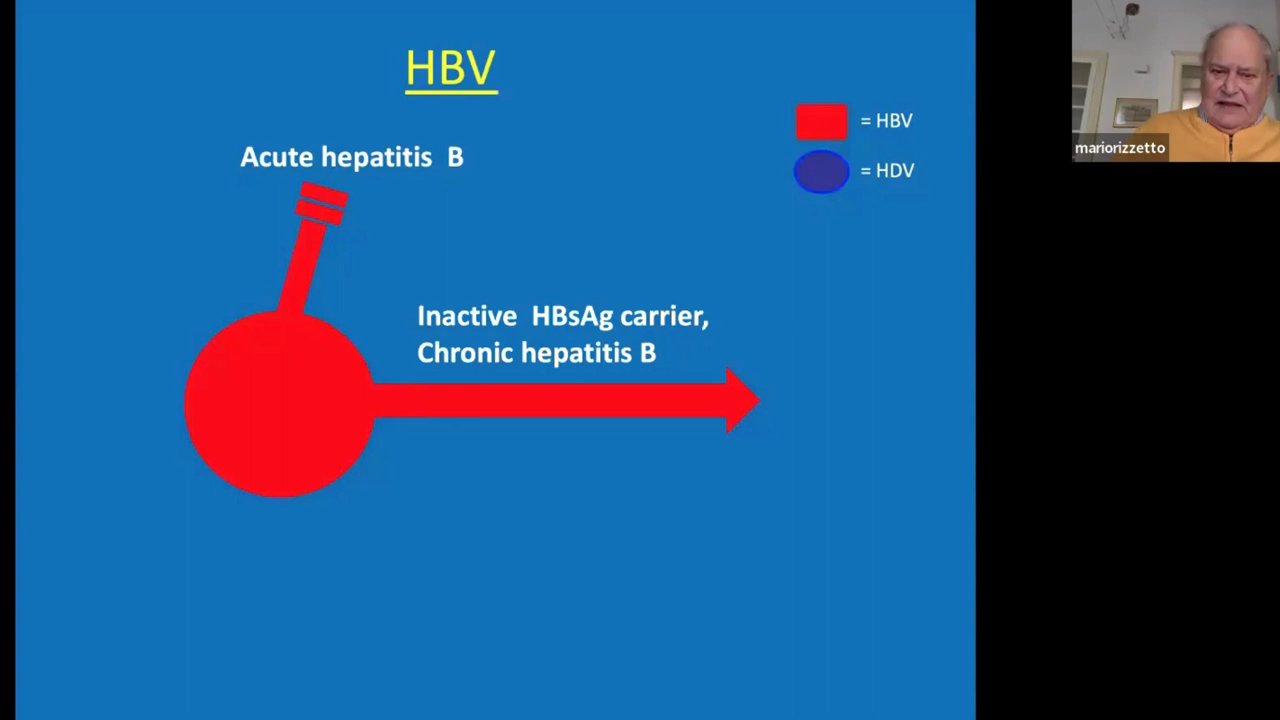 HBV
= HBV
Acute hepatitis B
= HDV
Inactive HBsAg carrier,
Chronic hepatitis B
mariorizzetto